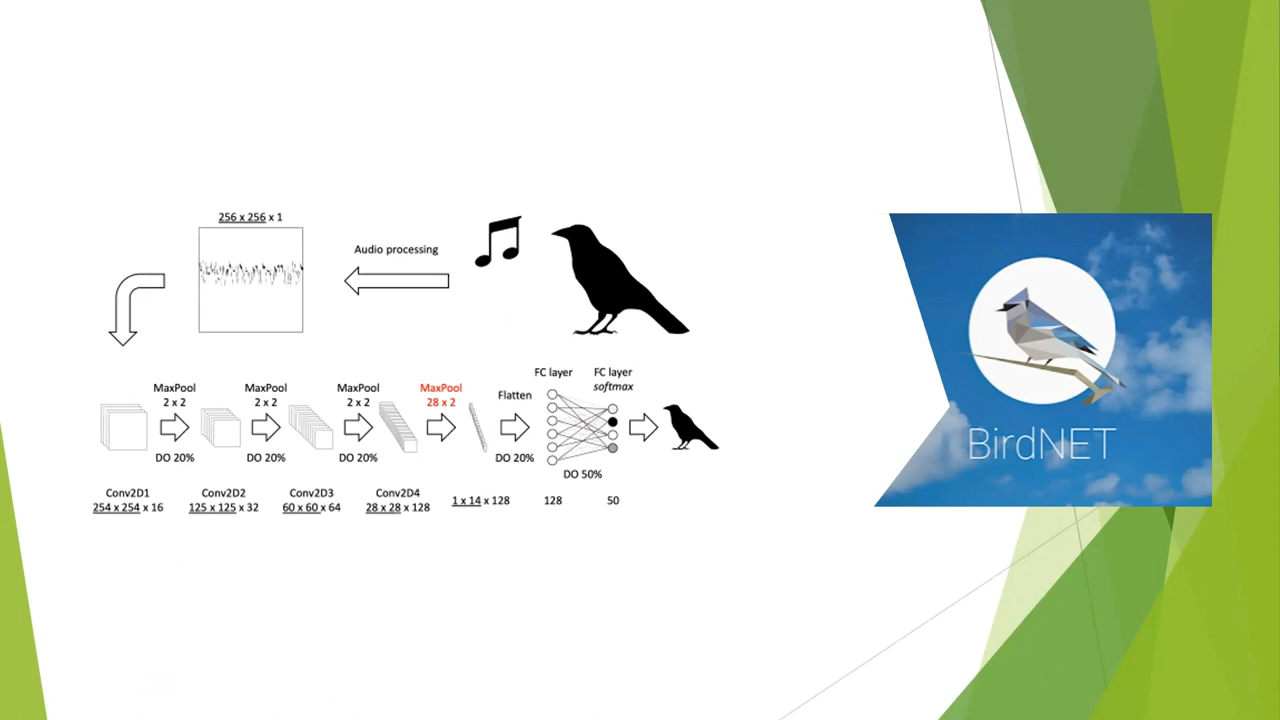 256 x 256 x 1
Audio processing
MaxPool
2 x 2
MaxPool
2 x 2
MaxPool
2 x 2
MaxPool
28 x 2
Flatten
FC layer
FC layer
softmax
DO 20%
DO 20%
DO 20%
DO 20%
DO 50%
Conv2D1
254 x 254 x 16
Conv2D2
125 x 125 x 32
Conv2D3
60 x 60 x 64
Conv2D4
28 x 28 x 128
1 x 14 x 128
128
50
BirdNET